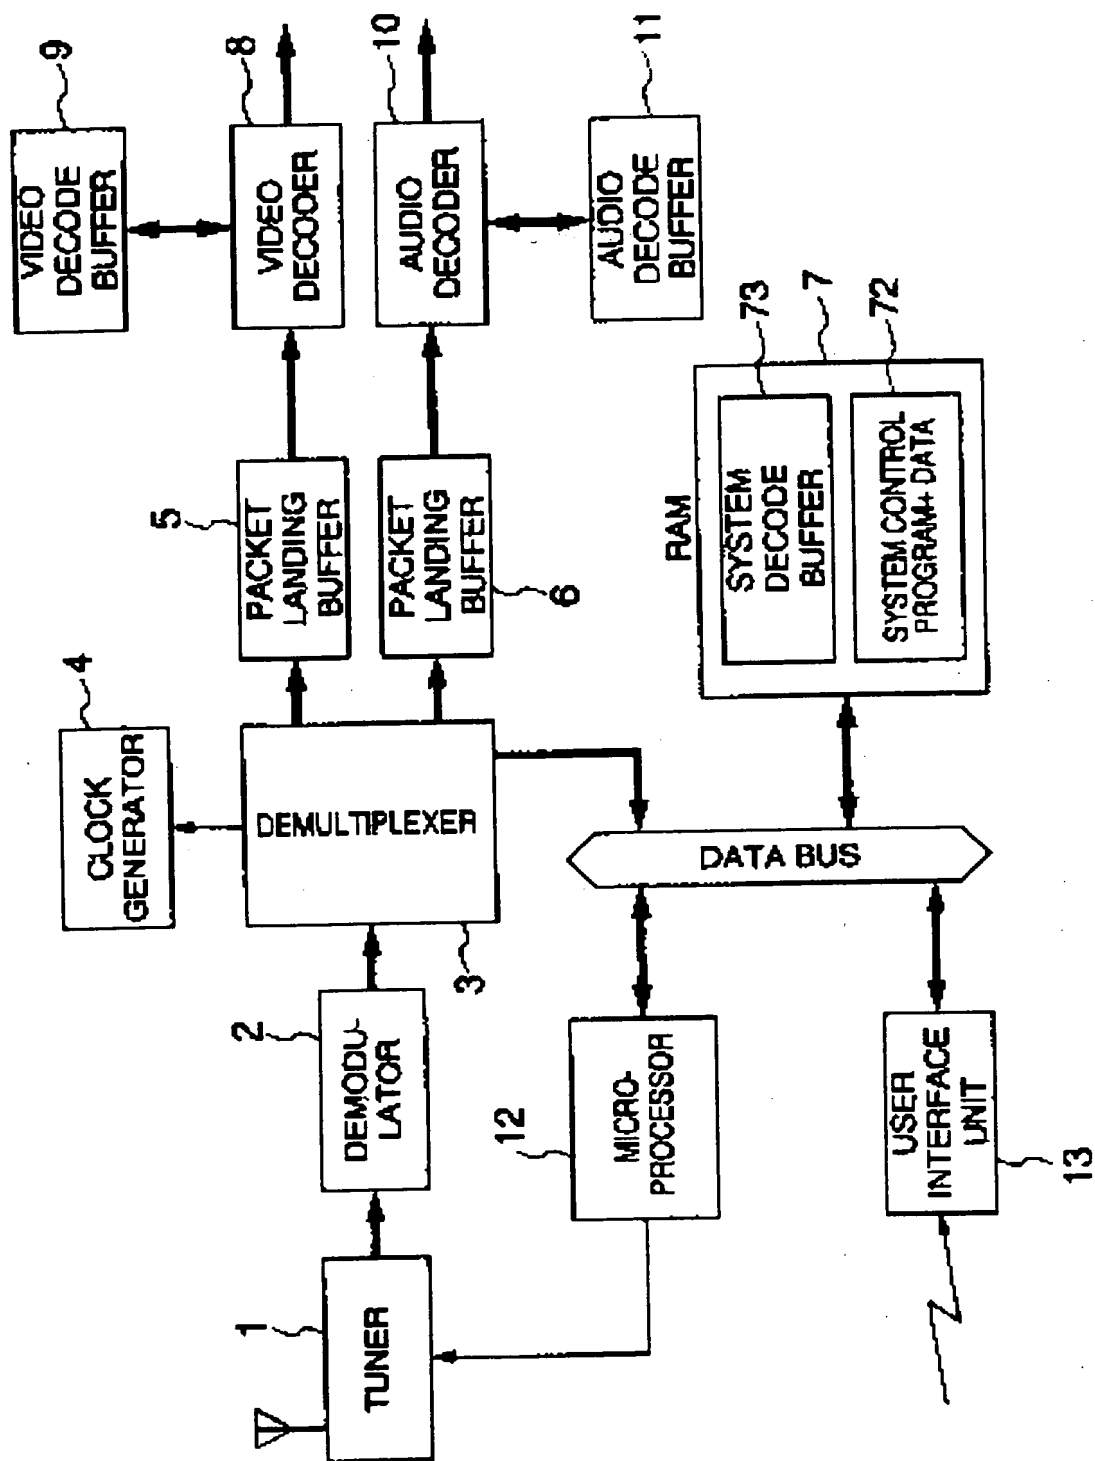 9
VIDEO
DECODE
BUFFER
4
CLOCK
GENERATOR
8
VIDEO
DECODER
5
PACKET
LANDING
BUFFER
1
TUNER
2
DEMODU-
LATOR
DEMULTIPLEXER
3
PACKET
LANDING
BUFFER
6
10
AUDIO
DECODER
11
AUDIO
DECODE
BUFFER
12
MICRO-
PROCESSOR
DATA BUS
RAM
73
SYSTEM
DECODE
BUFFER
7
72
SYSTEM CONTROL
PROGRAM+ DATA
USER
INTERFACE
UNIT
13